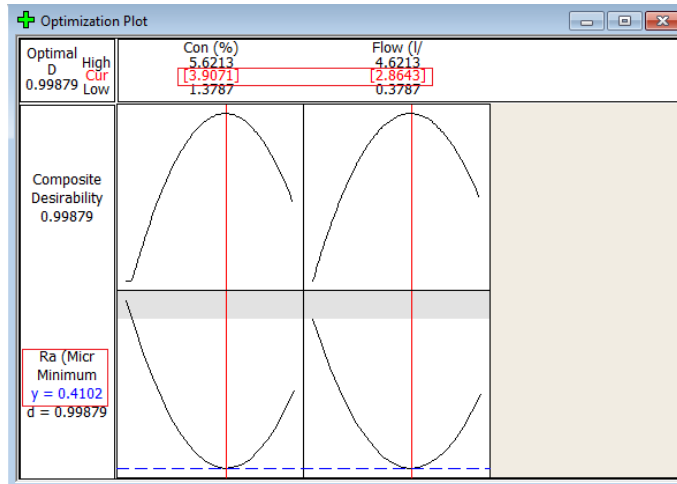 Optimization Plot
Optimal High Con (%) Flow (l/
D 5.6213 4.6213
Cur [3.9071] [2.8643]
0.99879 Low 1.3787 0.3787
Composite
Desirability
0.99879
Ra (Micr
Minimum
y = 0.4102
d = 0.99879